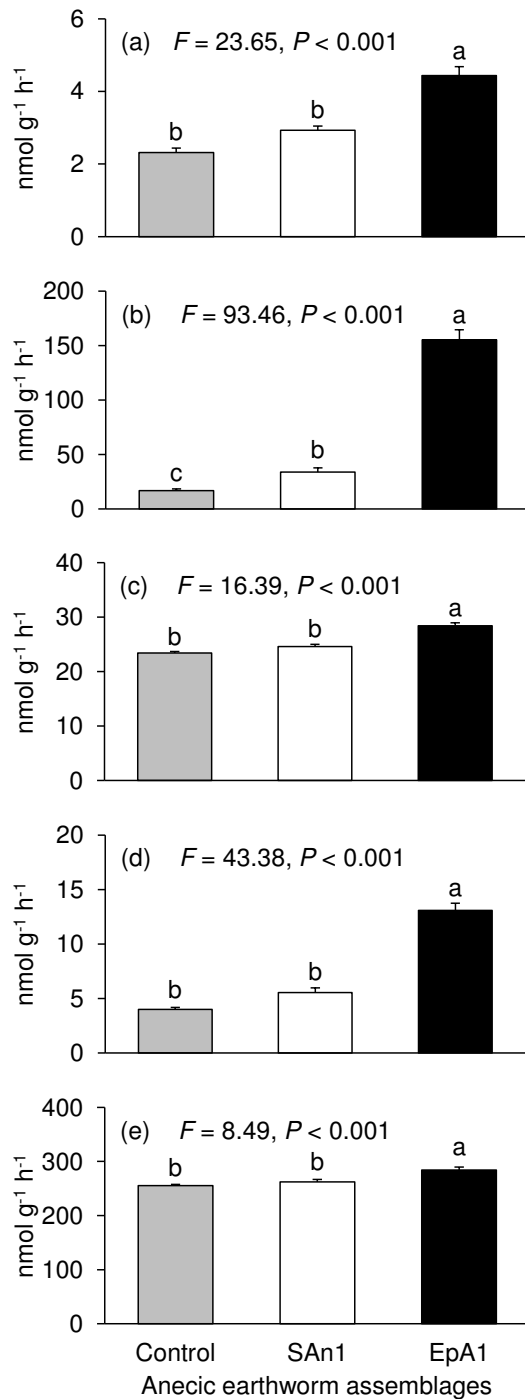 6
(a) F = 23.65, P < 0.001
a
4
b
b
2
0
nmol g-1 h-1
200
(b) F = 93.46, P < 0.001
a
150
100
50
b
c
0
nmol g-1 h-1
40
(c) F = 16.39, P < 0.001
30
b
b
a
20
10
0
nmol g-1 h-1
20
(d) F = 43.38, P < 0.001
15
a
10
5
b
b
0
nmol g-1 h-1
400
(e) F = 8.49, P < 0.001
300
b
b
a
200
100
0
nmol g-1 h-1
Control SAn1 EpA1
Anecic earthworm assemblages